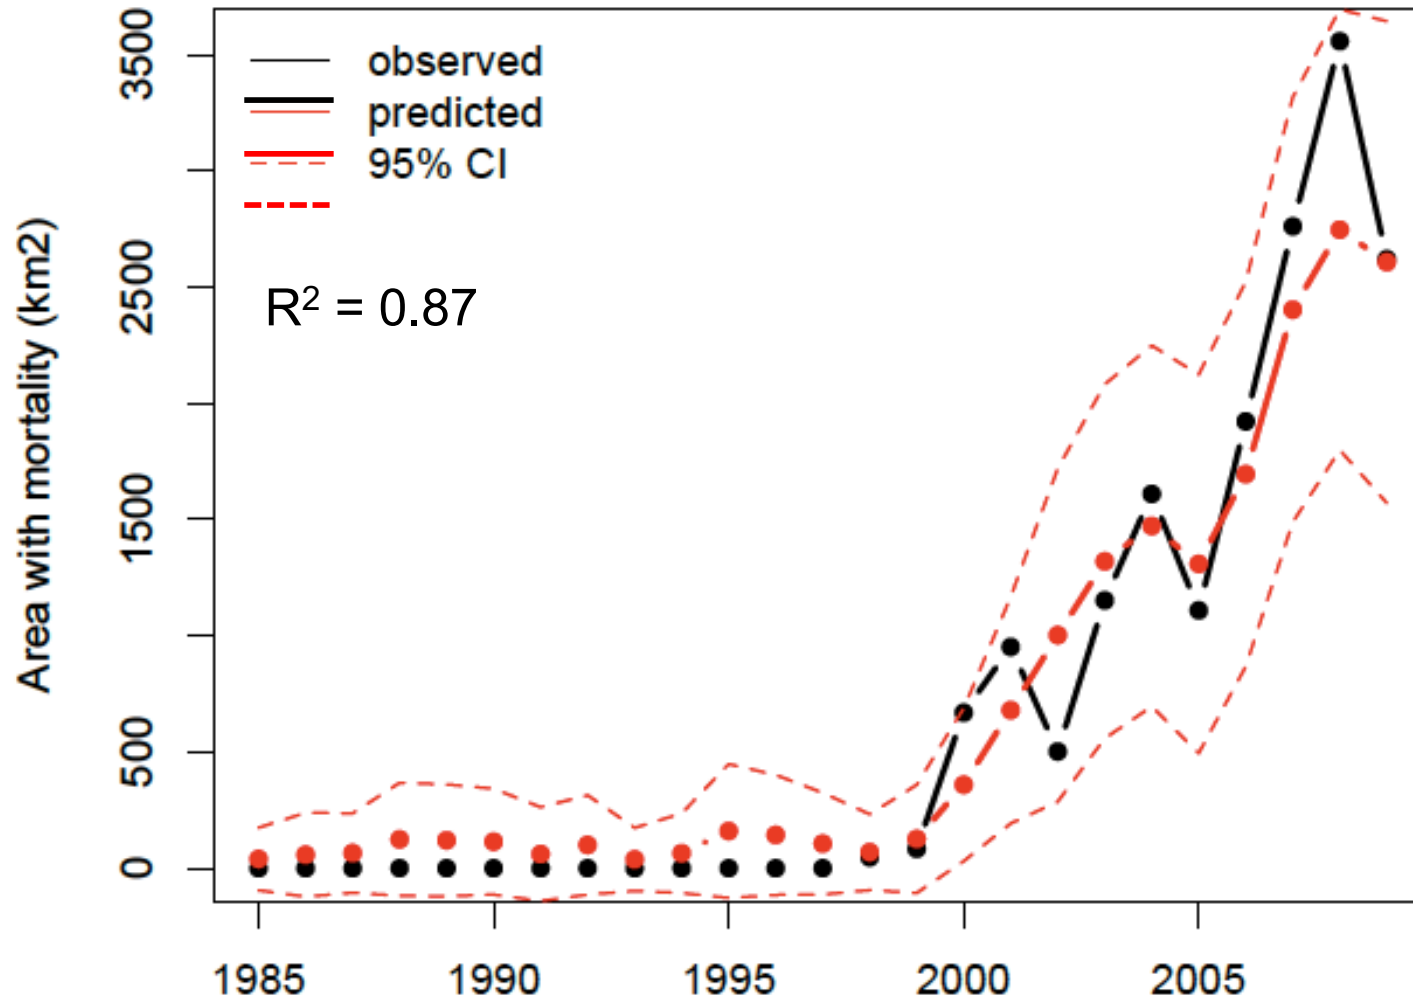 observed
predicted
95% CI
R² = 0.87
Area with mortality (km2)
3500
2500
1500
500
0
1985 1990 1995 2000 2005